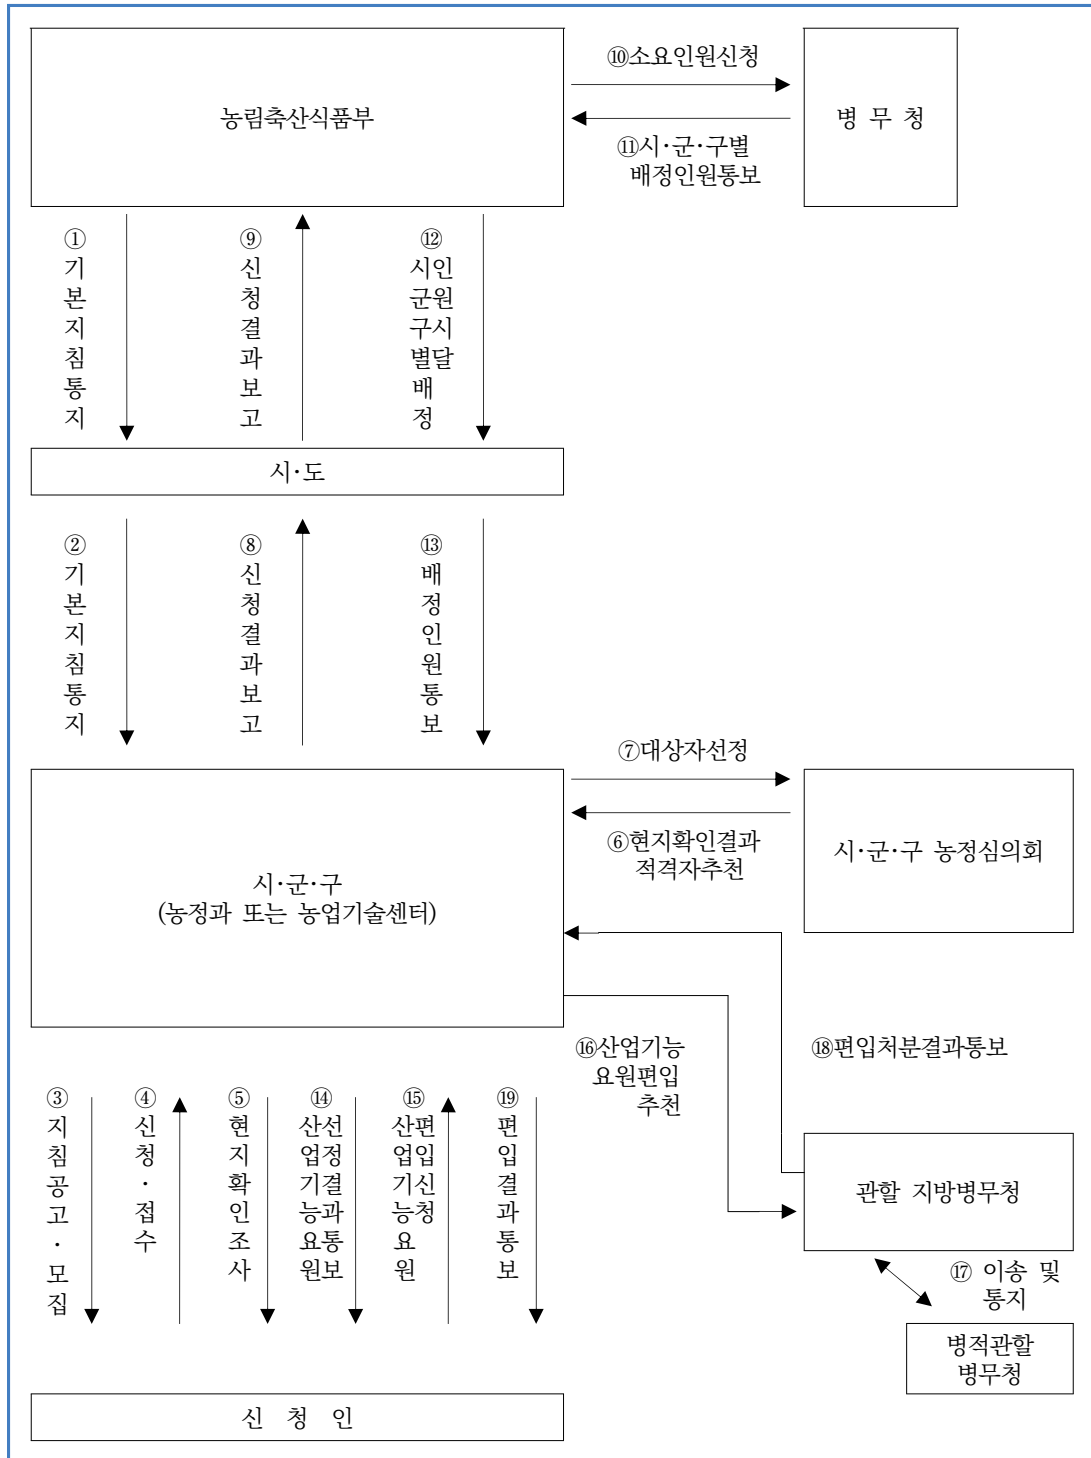 농림축산식품부
⑩소요인원신청
⑪시·군·구별
배정인원통보
병 무 청
①기본지침통지
⑨신청결과보고
⑫시군구별배정
인원시달
시·도
②기본지침통지
⑧신청결과보고
⑬배정인원통보
⑦대상자선정
⑥현지확인결과
적격자추천
시·군·구 농정심의회
시·군·구
(농정과 또는 농업기술센터)
⑯산업기능
요원편입
추천
⑱편입처분결과통보
③지침공고·모집
④신청·접수
⑤현지확인조사
⑭산업기능요원
선정결과통보
⑮산업기능요원
편입신청
⑲편입결과통보
관할 지방병무청
⑰ 이송 및
통지
병적관할
병무청
신 청 인